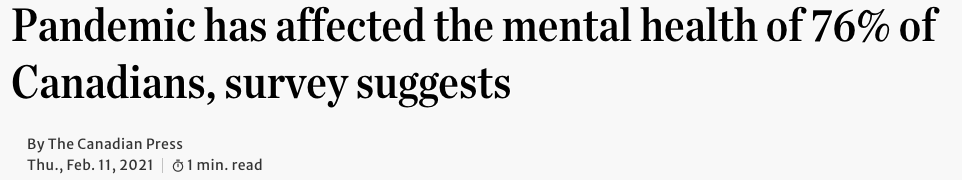 Pandemic has affected the mental health of 76% of
Canadians, survey suggests
By The Canadian Press
Thu., Feb. 11, 2021 | 1 min. read